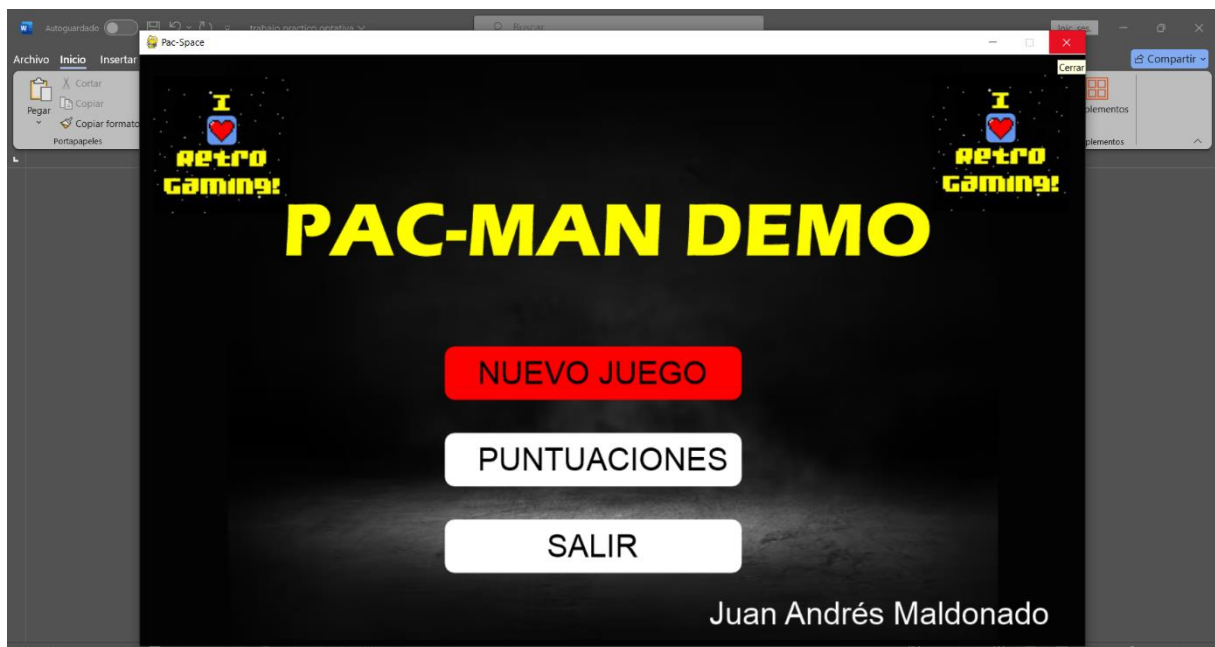 Autoguardado
trabajo practico optativa
Buscar
Inic. ses.
Pac-Space
Archivo Inicio Insertar
Cerrar
Compartir
Pegar
Cortar
Copiar
Copiar formato
Portapapeles
plementos
plementos
I
Retro
Gaming!
I
Retro
Gaming!
PAC-MAN DEMO
NUEVO JUEGO
PUNTUACIONES
SALIR
Juan Andrés Maldonado